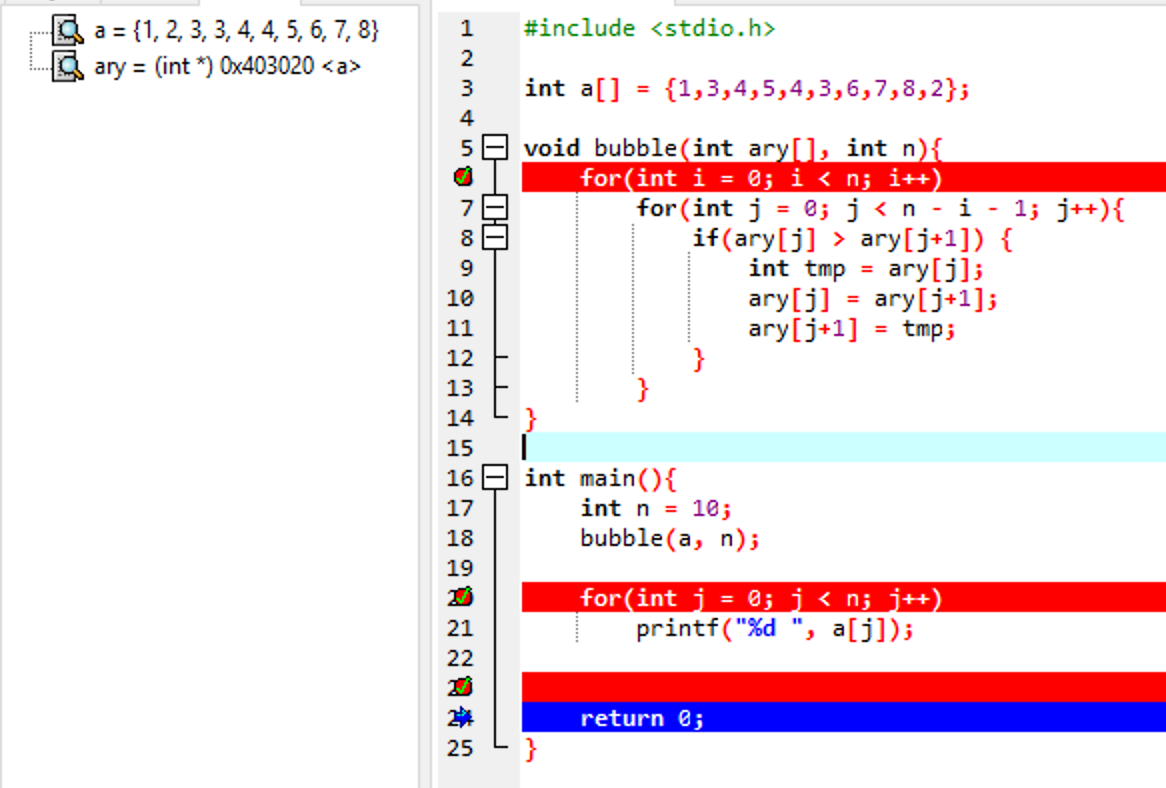 a = {1, 2, 3, 3, 4, 4, 5, 6, 7, 8}
ary = (int *) 0x403020 <a>
1 #include <stdio.h>
2
3 int a[] = {1,3,4,5,4,3,6,7,8,2};
4
5 void bubble(int ary[], int n){
for(int i = 0; i < n; i++)
7 for(int j = 0; j < n - i - 1; j++){
8 if(ary[j] > ary[j+1]) {
9 int tmp = ary[j];
10 ary[j] = ary[j+1];
11 ary[j+1] = tmp;
12 }
13 }
14 }
15
16 int main(){
17 int n = 10;
18 bubble(a, n);
19
for(int j = 0; j < n; j++)
21 printf("%d ", a[j]);
22
return 0;
25 }